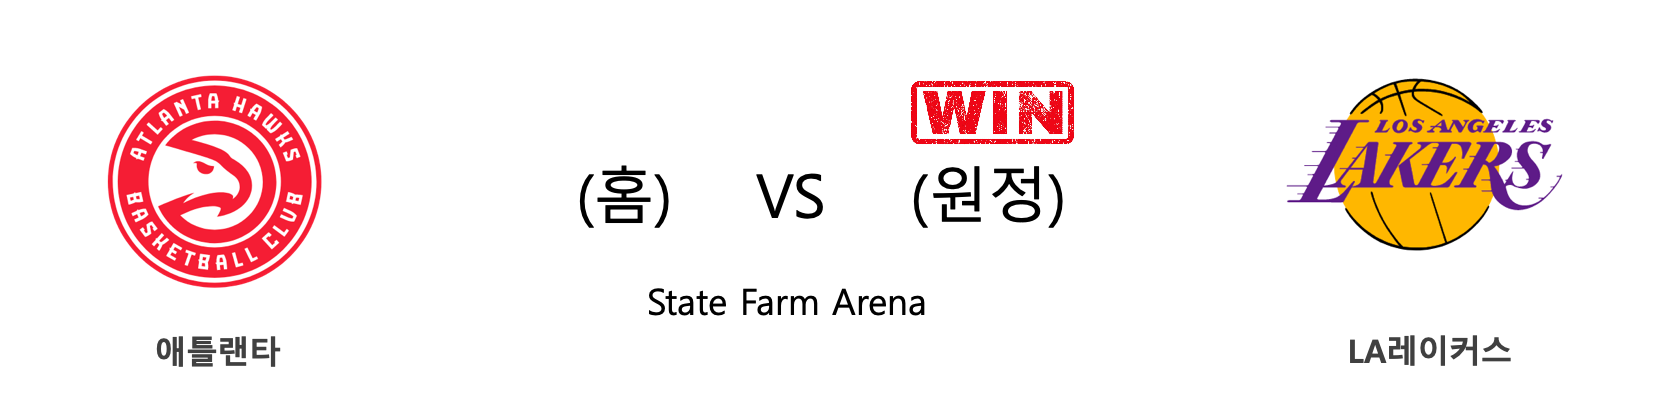 ATLANTA HAWKS
BASKETBALL CLUB
WIN
(홈) VS (원정)
LOS ANGELES
LAKERS
State Farm Arena
애틀랜타
LA레이커스